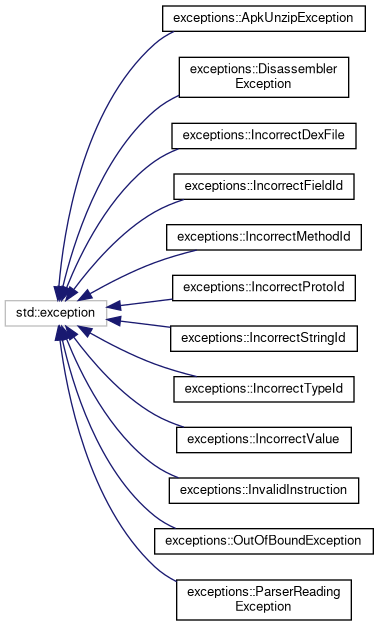 exceptions::ApkUnzipException
exceptions::Disassembler
Exception
exceptions::IncorrectDexFile
exceptions::IncorrectFieldId
exceptions::IncorrectMethodId
exceptions::IncorrectProtoId
std::exception
exceptions::IncorrectStringId
exceptions::IncorrectTypeId
exceptions::IncorrectValue
exceptions::InvalidInstruction
exceptions::OutOfBoundException
exceptions::ParserReading
Exception